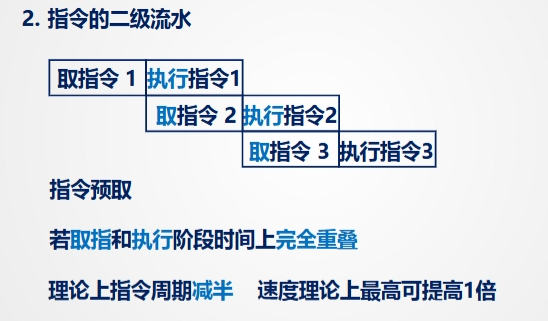 2. 指令的二级流水
取指令 1 执行指令1
取指令 2 执行指令2
取指令 3 执行指令3
指令预取
若取指和执行阶段时间上完全重叠
理论上指令周期减半 速度理论上最高可提高1倍